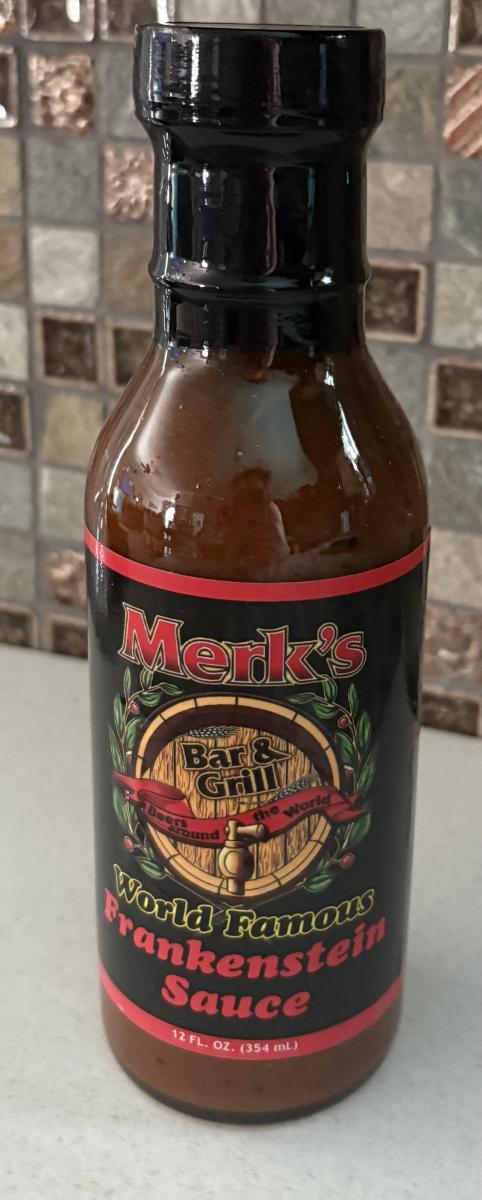 Merk's
Bar &
Grill
Beers around the World
World Famous
Frankenstein
Sauce
12 FL. OZ. (354 mL)